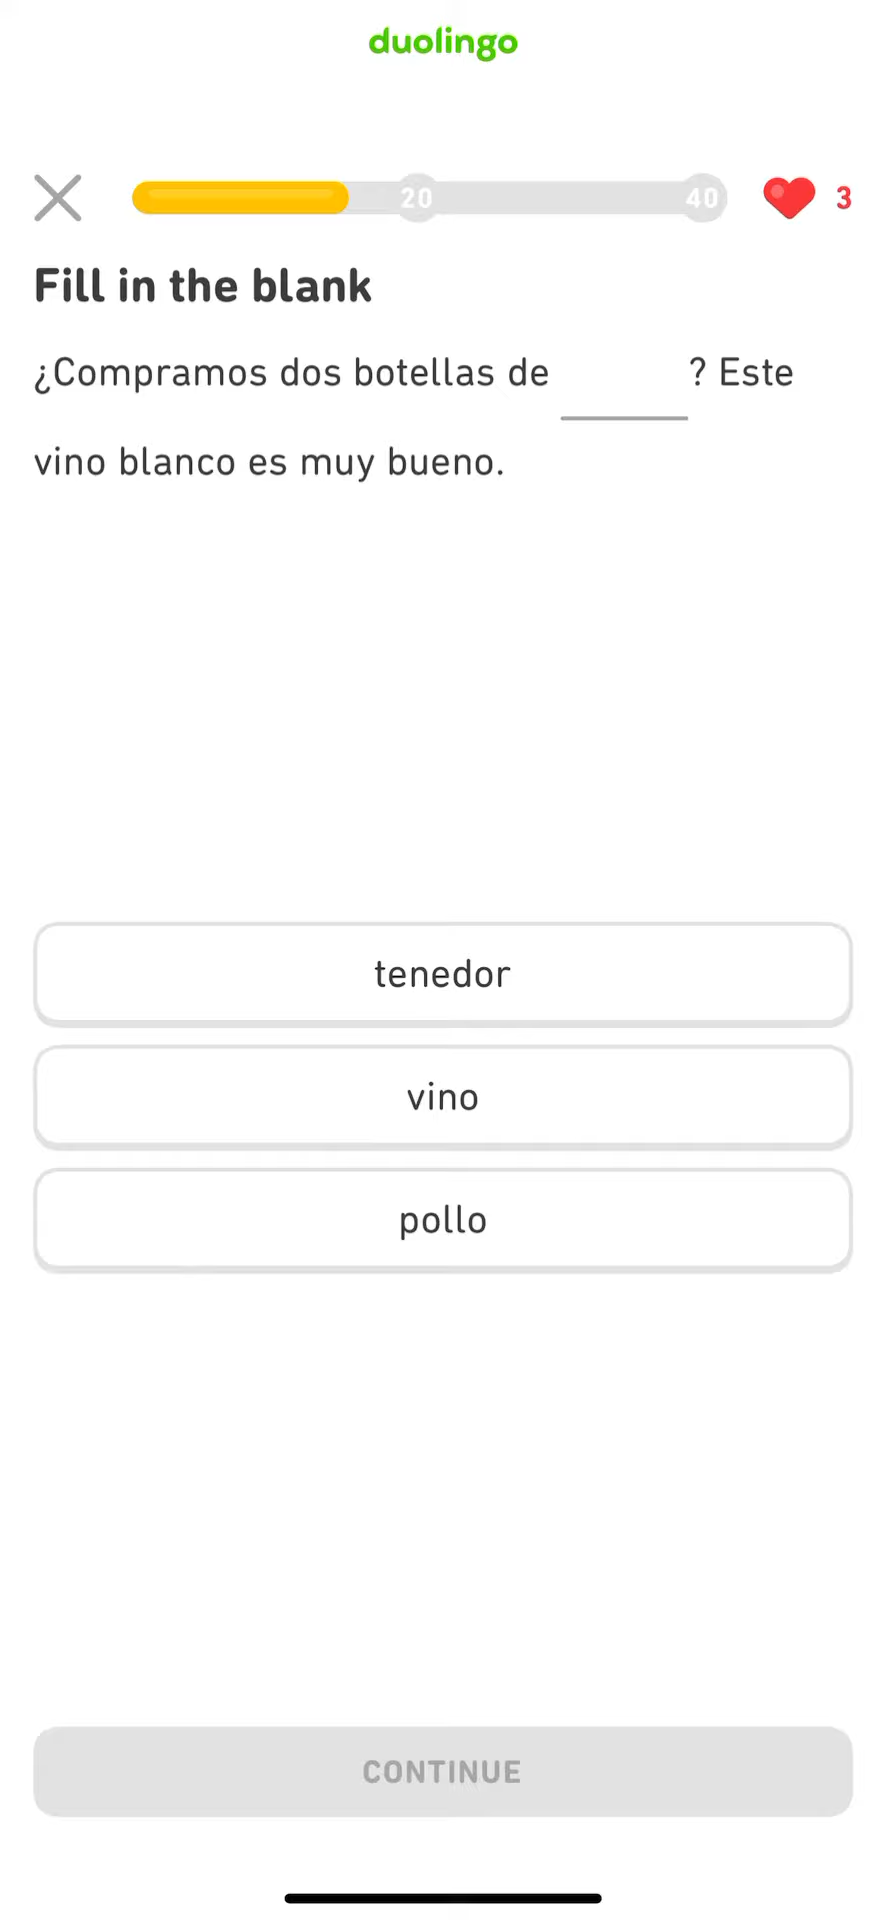 duolingo
20 40 3
Fill in the blank
¿Compramos dos botellas de ______? Este
vino blanco es muy bueno.
tenedor
vino
pollo
CONTINUE